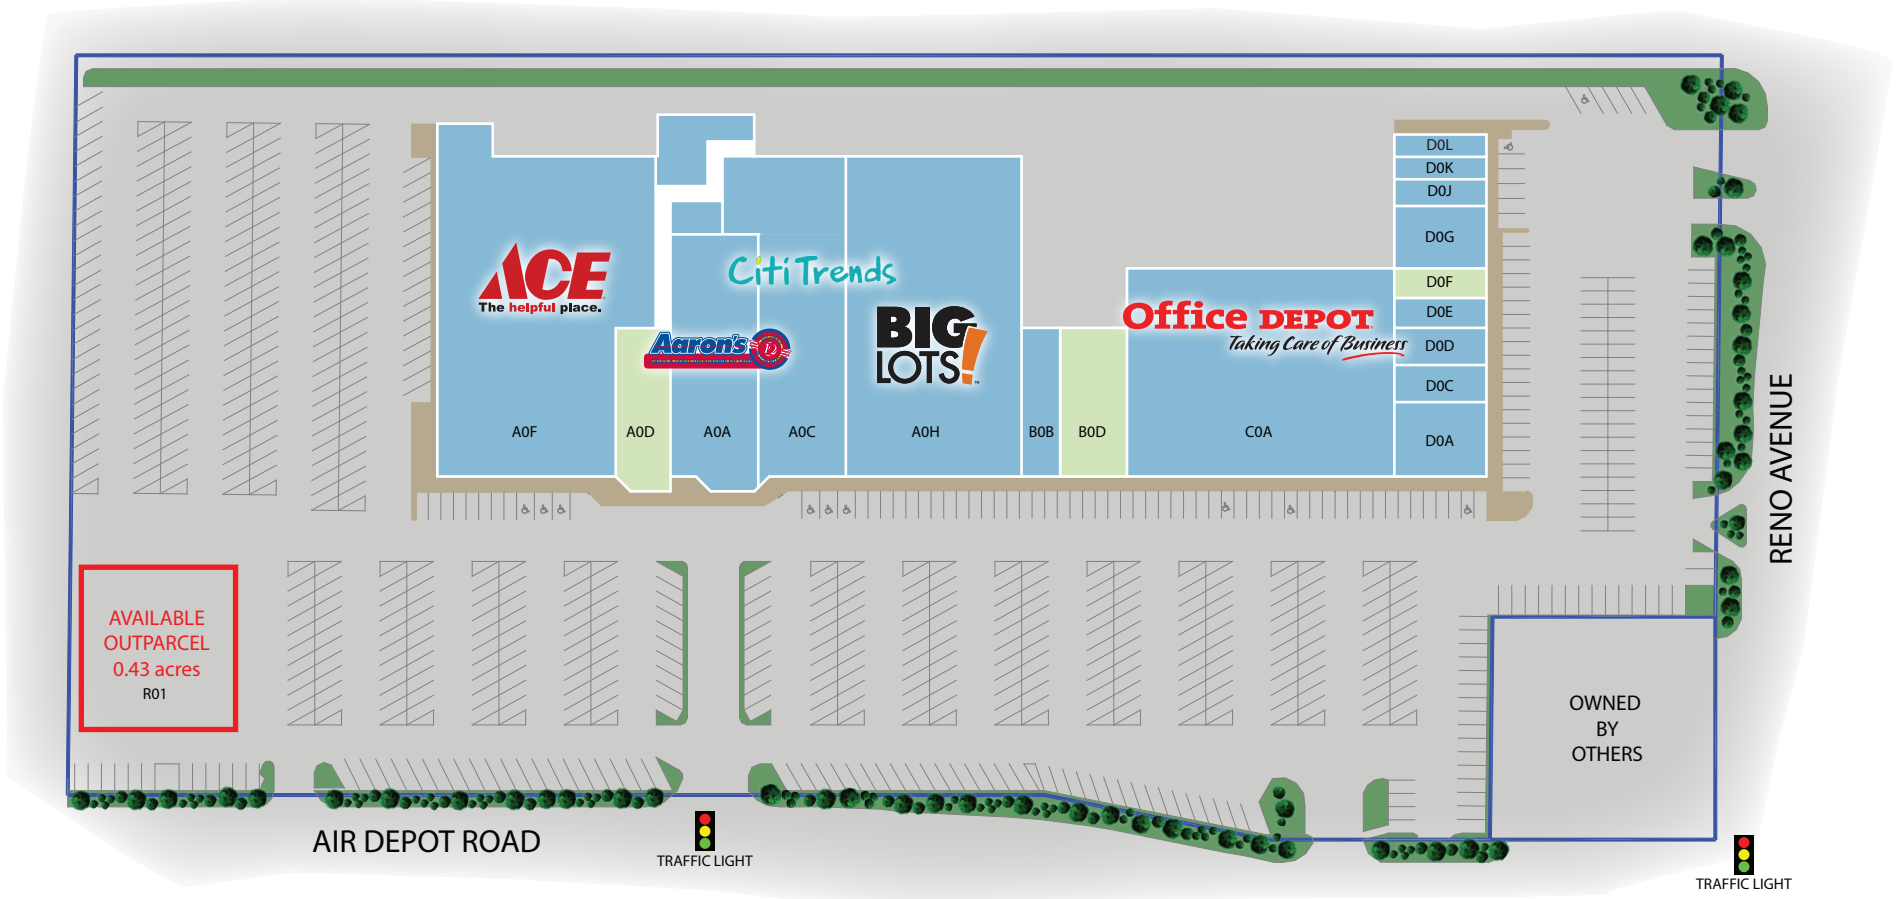 D0L
D0K
D0J
D0G
D0F
D0E
D0D
D0C
D0A
ACE
The helpful place.
Citi Trends
Aaron's
BIG
LOTS!
Office DEPOT
Taking Care of Business
A0F
A0D
A0A
A0C
A0H
B0B
B0D
C0A
RENO AVENUE
AVAILABLE
OUTPARCEL
0.43 acres
R01
OWNED
BY
OTHERS
AIR DEPOT ROAD
TRAFFIC LIGHT
TRAFFIC LIGHT